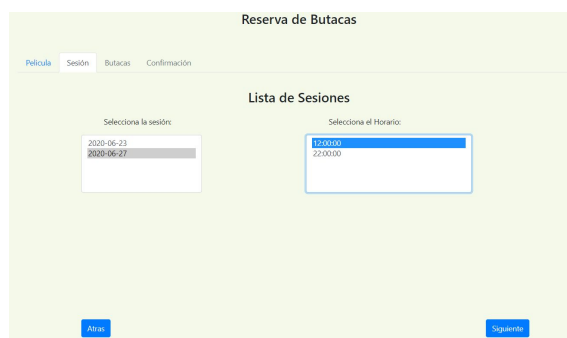 Reserva de Butacas
Película Sesión Butacas Confirmación
Lista de Sesiones
Selecciona la sesión: Selecciona el Horario:
2020-06-23 12:00:00
2020-06-27 22:00:00
Atras Siguiente